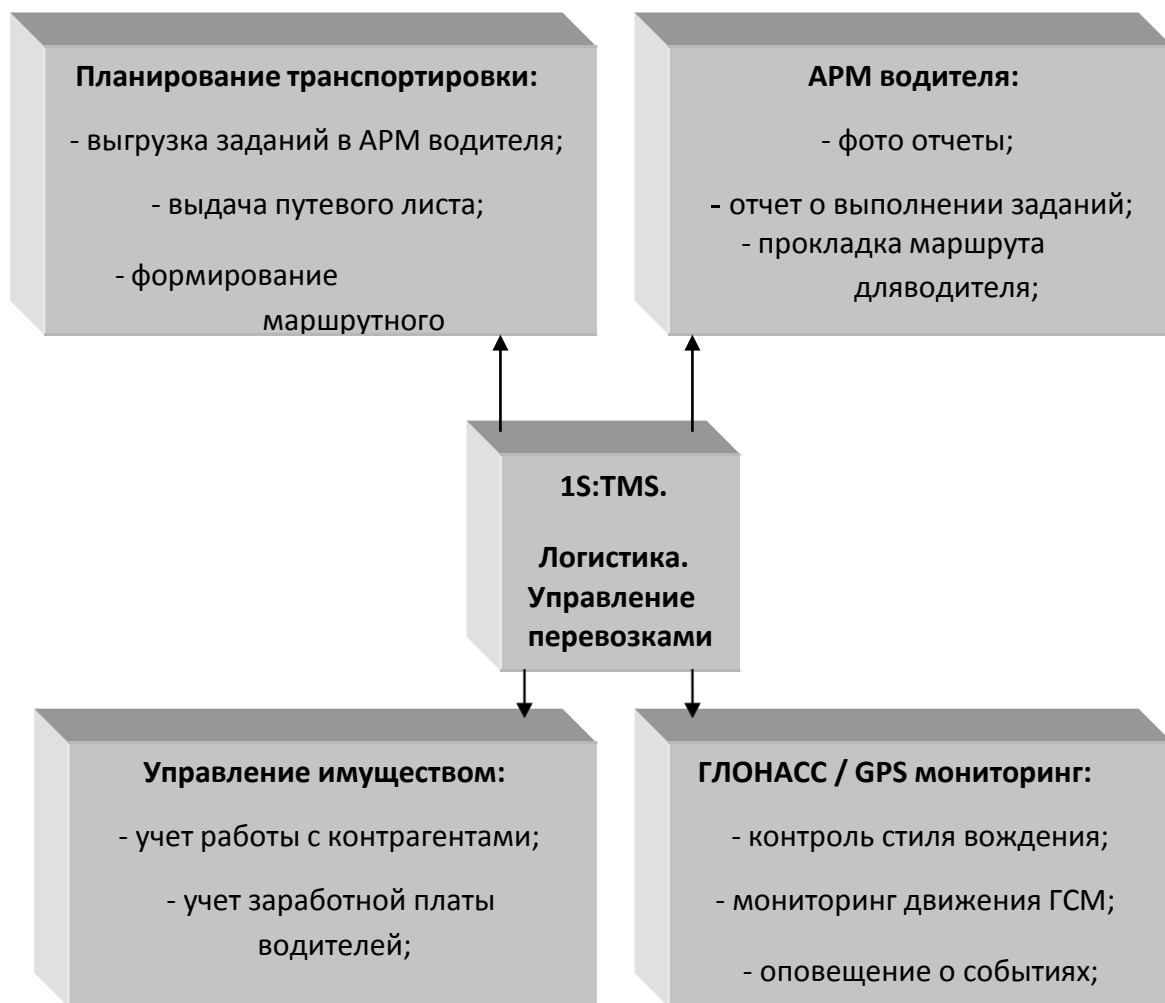 Планирование транспортировки:
- выгрузка заданий в АРМ водителя;
- выдача путевого листа;
- формирование
маршрутного
АРМ водителя:
- фото отчеты;
- отчет о выполнении заданий;
- прокладка маршрута
дляводителя;
1S:TMS.
Логистика.
Управление
перевозками
Управление имуществом:
- учет работы с контрагентами;
- учет заработной платы
водителей;
ГЛОНАСС / GPS мониторинг:
- контроль стиля вождения;
- мониторинг движения ГСМ;
- оповещение о событиях;